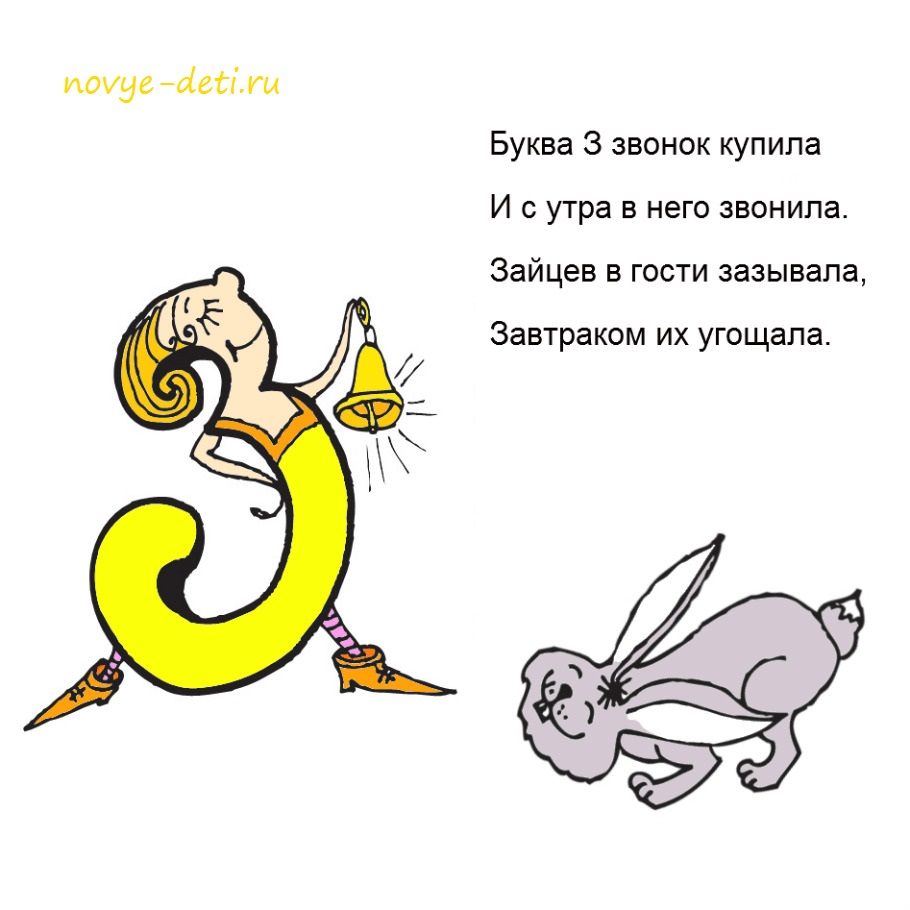 novye-deti.ru
Буква З звонок купила
И с утра в него звонила.
Зайцев в гости зазывала,
Завтраком их угощала.